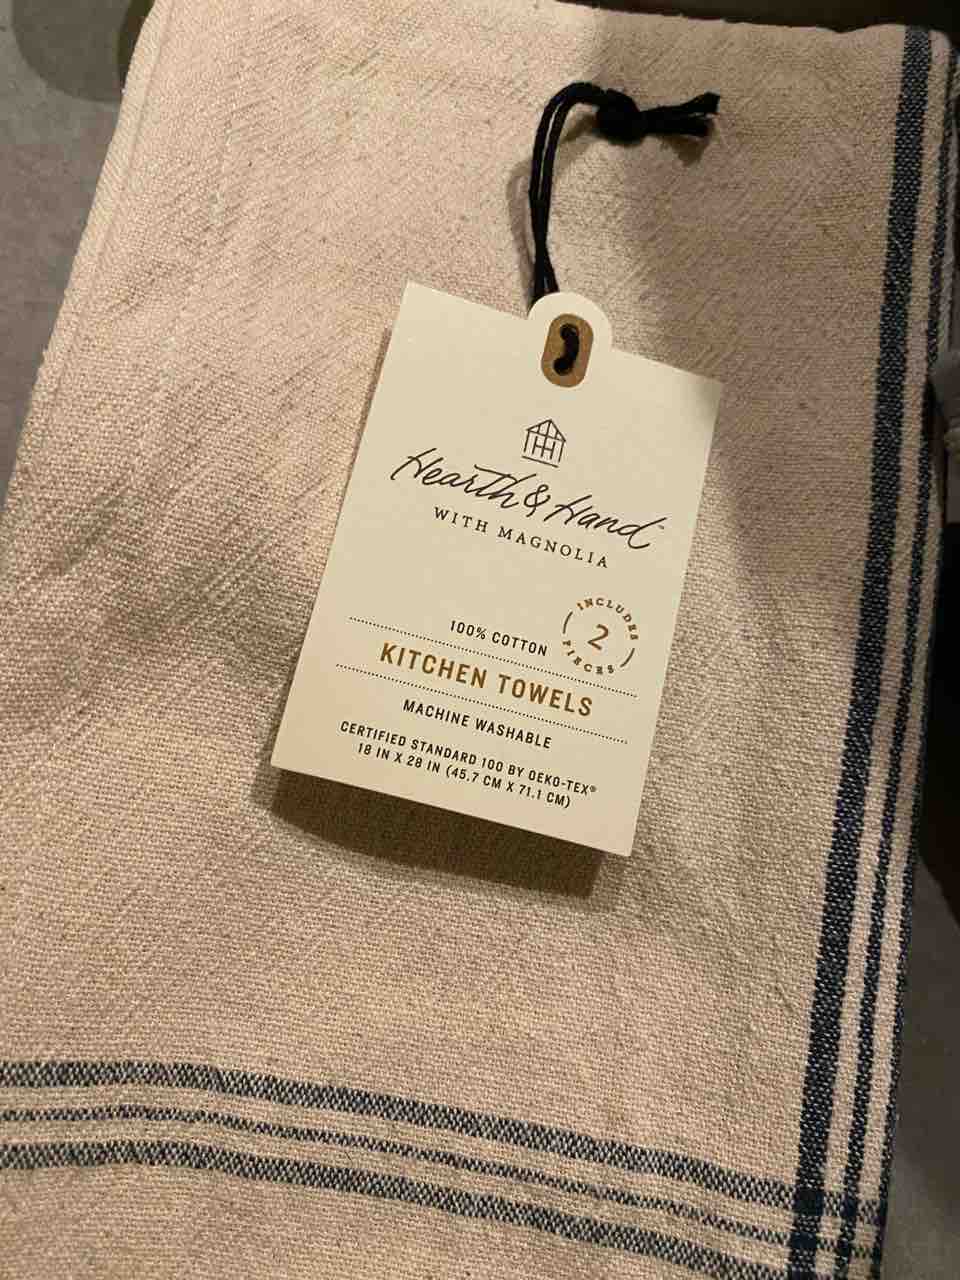 Hearth & Hand™
WITH MAGNOLIA
INCLUDES
2
PIECES
100% COTTON
KITCHEN TOWELS
MACHINE WASHABLE
CERTIFIED STANDARD 100 BY OEKO-TEX®
18 IN X 28 IN (45.7 CM X 71.1 CM)